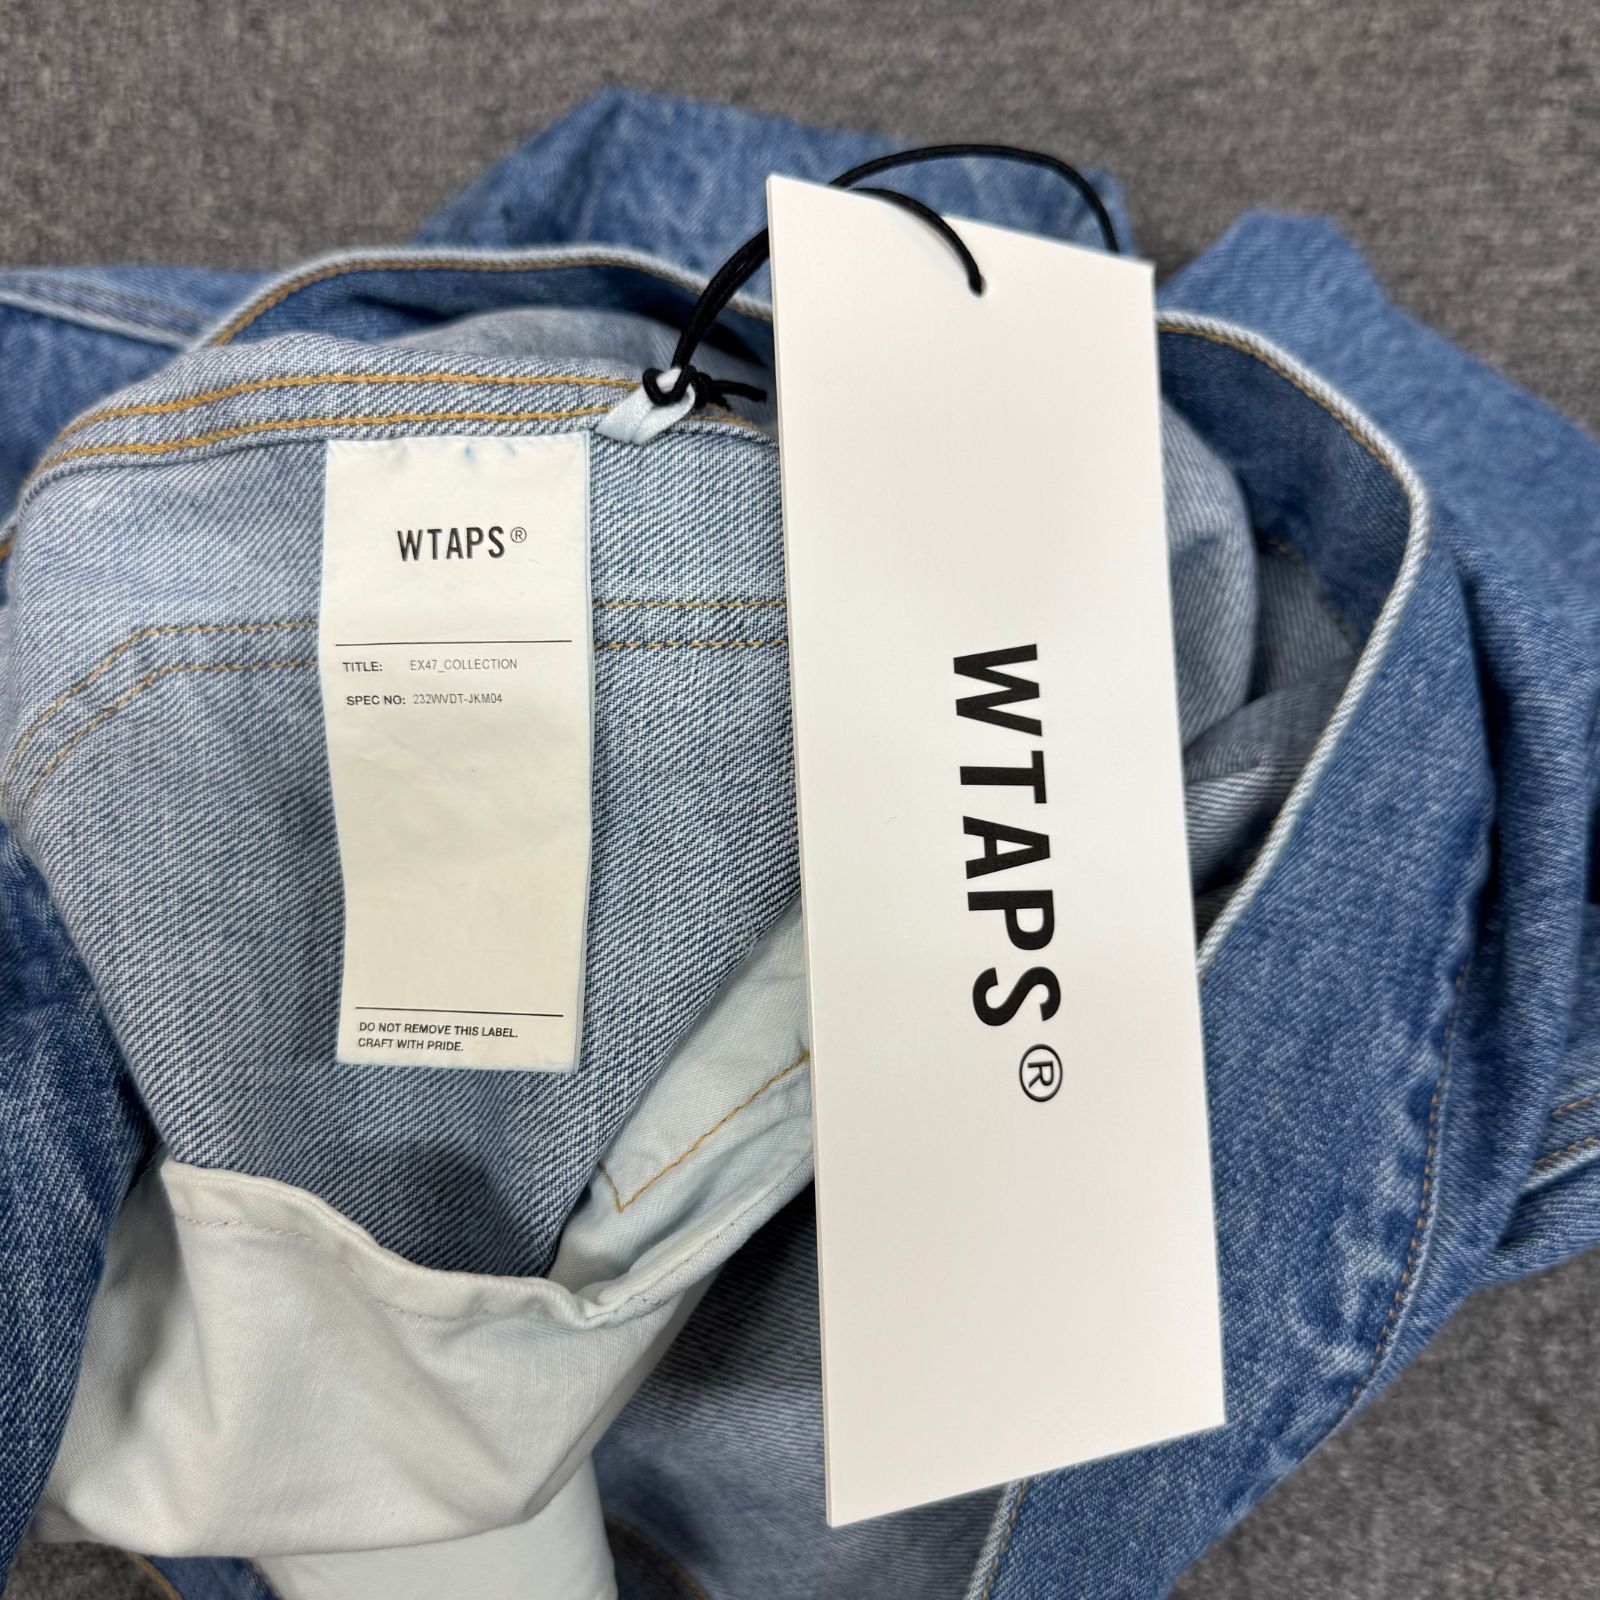 WTAPS®
TITLE: EX47_COLLECTION
SPEC NO: 232WVDT-JKM04
DO NOT REMOVE THIS LABEL.
CRAFT WITH PRIDE.
WTAPS®